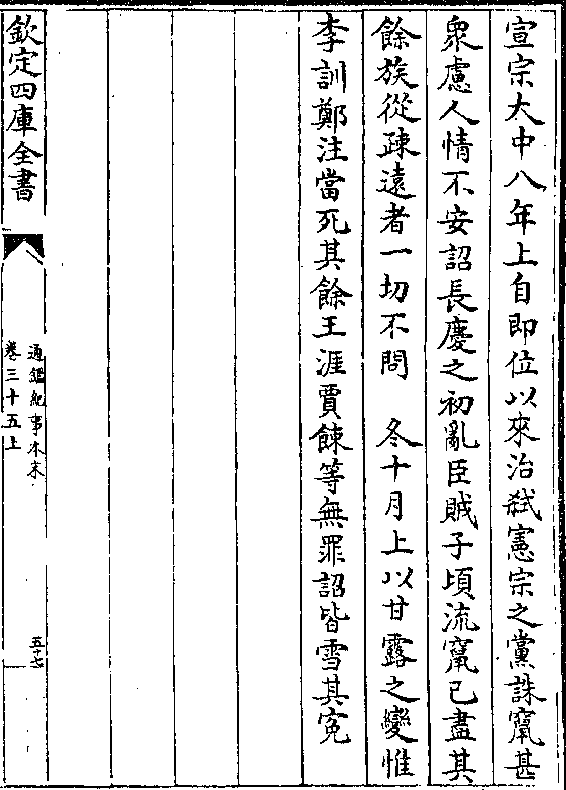 宣宗大中八年上自即位以來治弑憲宗之黨誅竄甚
衆慮人情不安詔長慶之初亂臣賊子頃流竄已盡其
餘族從疎遠者一切不問　冬十月上以甘露之變惟
李訓鄭注當死其餘王涯賈餗等無罪詔皆雪其寃
欽定四庫全書
通鑑紀事本末
卷三十五上
五十七